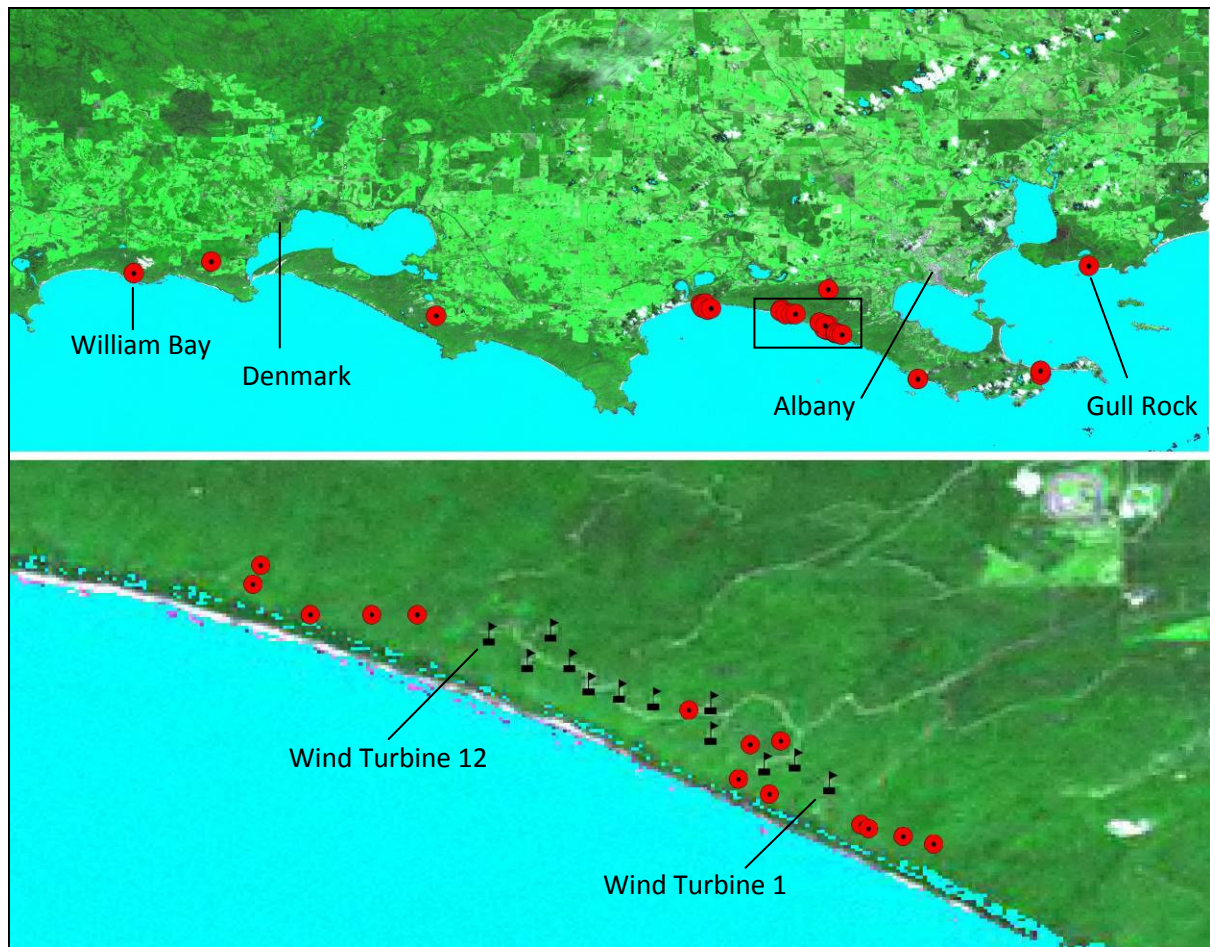 William Bay
Denmark
Albany
Gull Rock
Wind Turbine 12
Wind Turbine 1